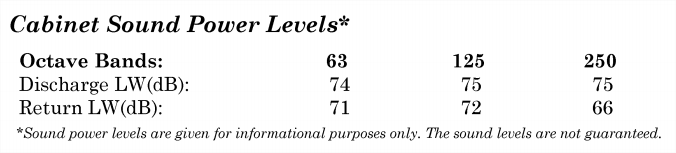 Cabinet Sound Power Levels*
Octave Bands: 63 125 250
Discharge LW(dB): 74 75 75
Return LW(dB): 71 72 66
*Sound power levels are given for informational purposes only. The sound levels are not guaranteed.